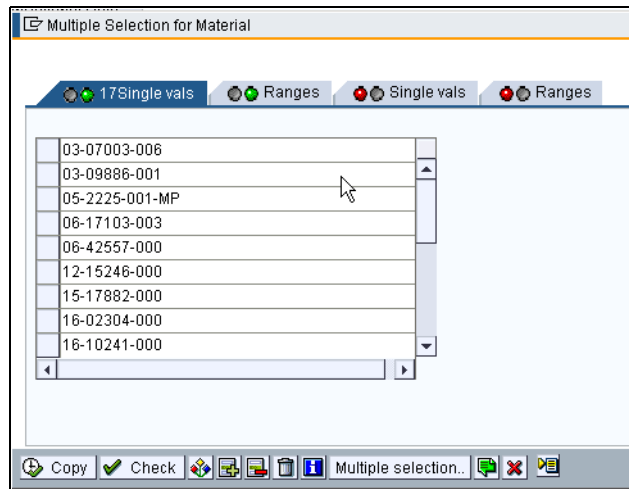 Multiple Selection for Material
17Single vals Ranges Single vals Ranges
03-07003-006
03-09886-001
05-2225-001-MP
06-17103-003
06-42557-000
12-15246-000
15-17882-000
16-02304-000
16-10241-000
Copy Check Multiple selection..